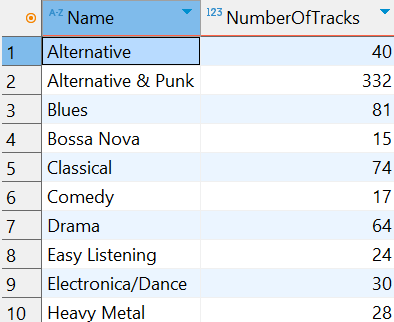 A-Z Name 123 NumberOfTracks
1 Alternative 40
2 Alternative & Punk 332
3 Blues 81
4 Bossa Nova 15
5 Classical 74
6 Comedy 17
7 Drama 64
8 Easy Listening 24
9 Electronica/Dance 30
10 Heavy Metal 28